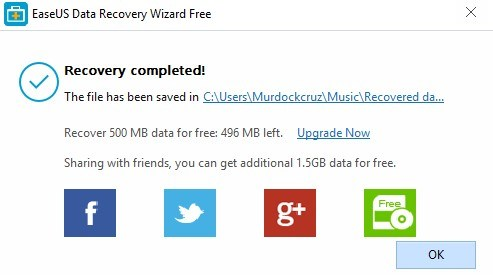 EaseUS Data Recovery Wizard Free
Recovery completed!
The file has been saved in C:\Users\Murdockcruz\Music\Recovered da...
Recover 500 MB data for free: 496 MB left. Upgrade Now
Sharing with friends, you can get additional 1.5GB data for free.
f g+ Free
OK